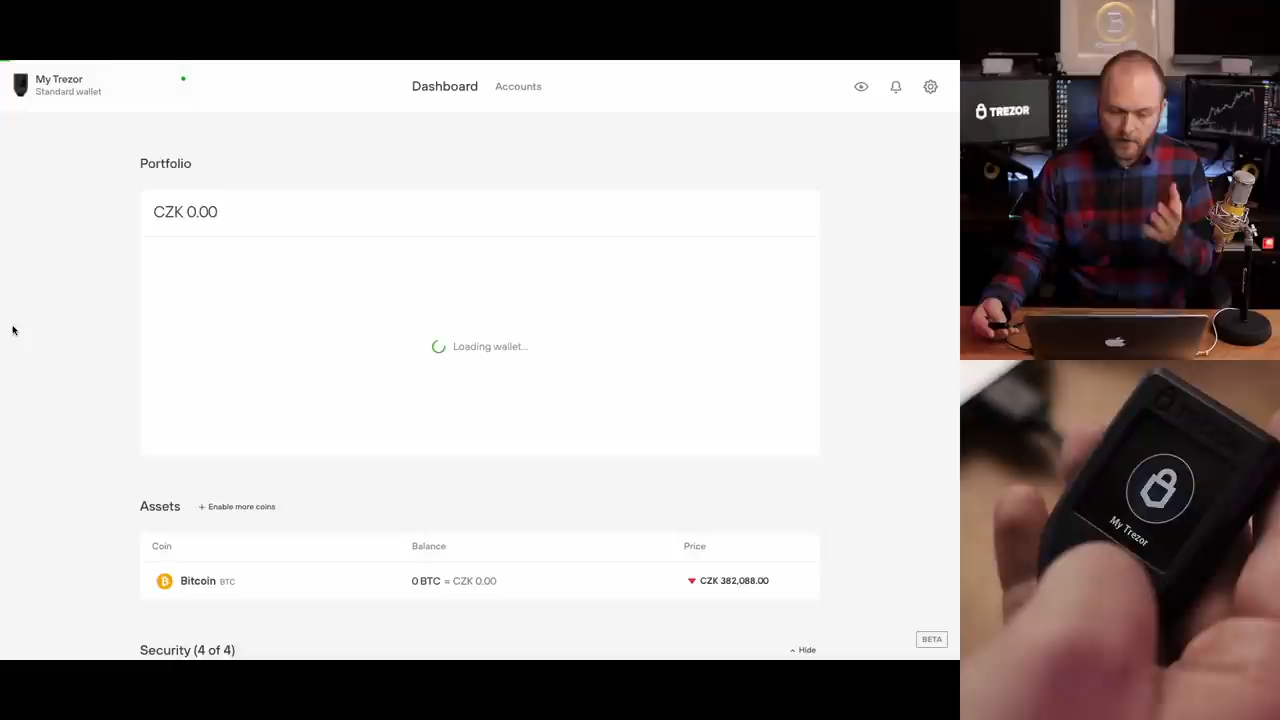 My Trezor
Standard wallet
Dashboard
Accounts
Portfolio
CZK 0.00
Loading wallet...
Assets
+ Enable more coins
Coin
Balance
Price
Bitcoin BTC
0 BTC = CZK 0.00
CZK 382,088.00
Security (4 of 4)
Hide
BETA
TREZOR
My Trezor